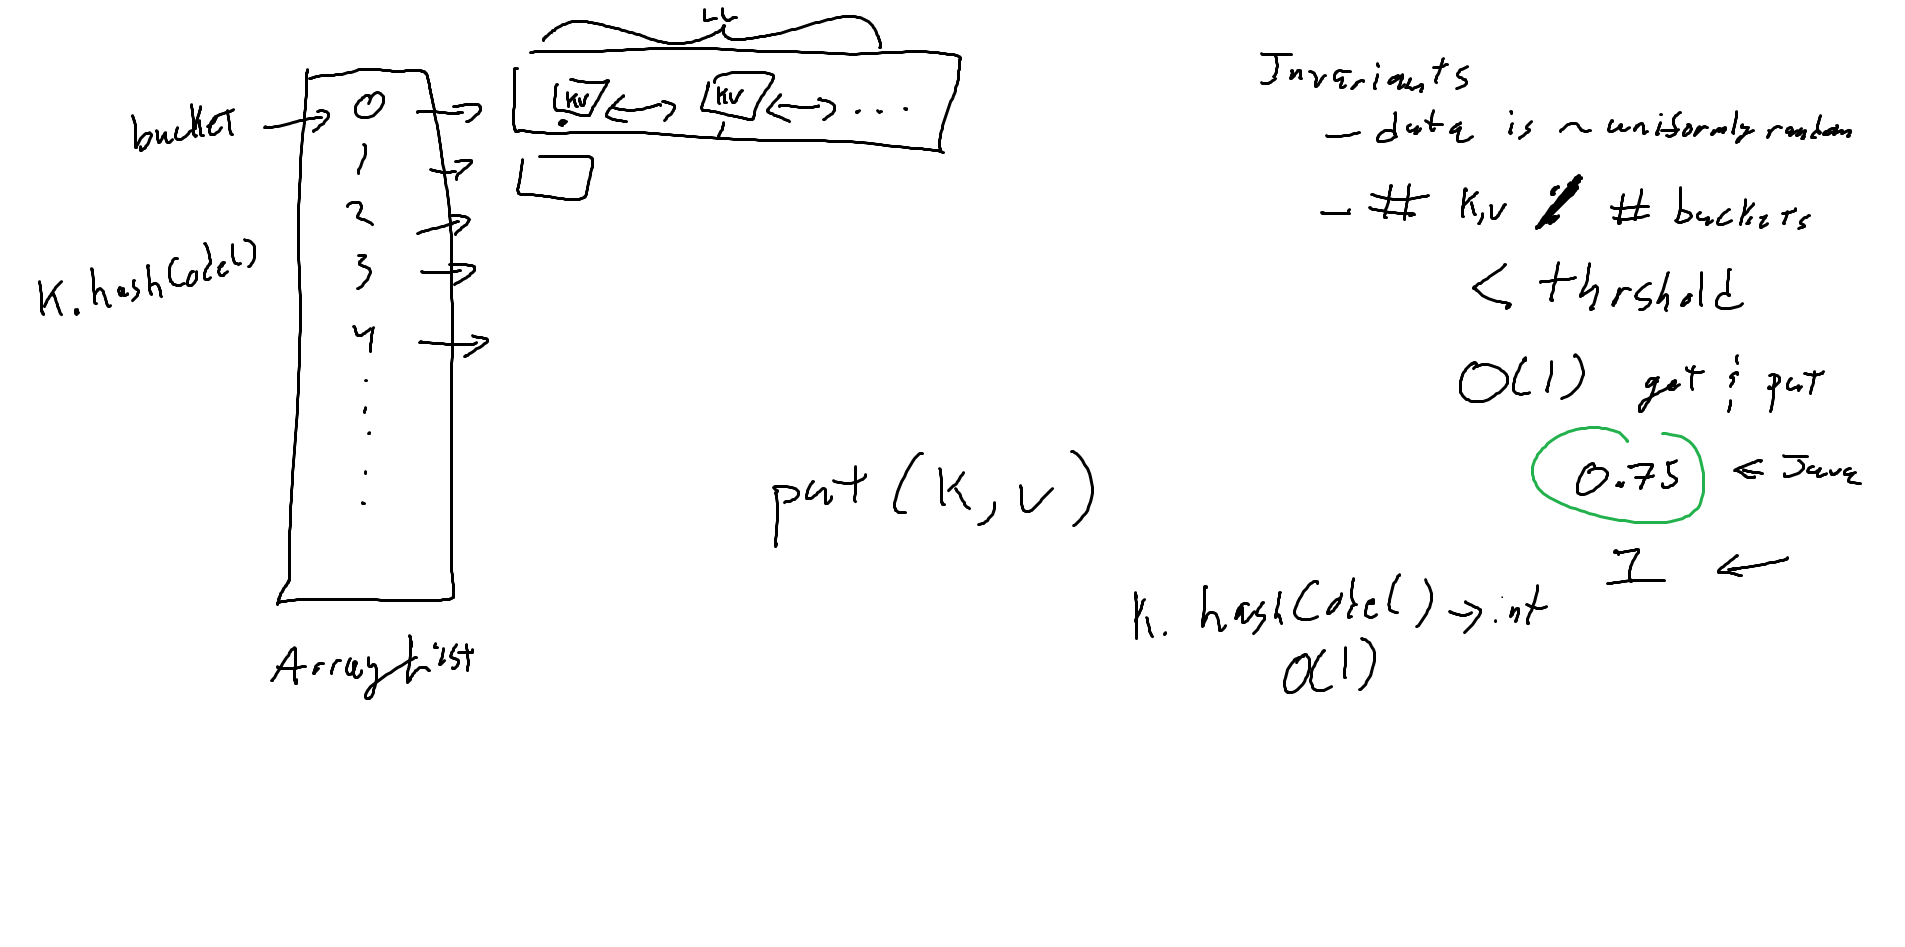 LL
bucket
0
KV
KV
...
1
2
3
4
K.hashCode()
ArrayList
put(K,v)
Invariants
- data is ~ uniformly random
- # K,v / # buckets
< thrshold
O(1) get & put
0.75 ← Java
1 ←
K.hashCode() → int
O(1)